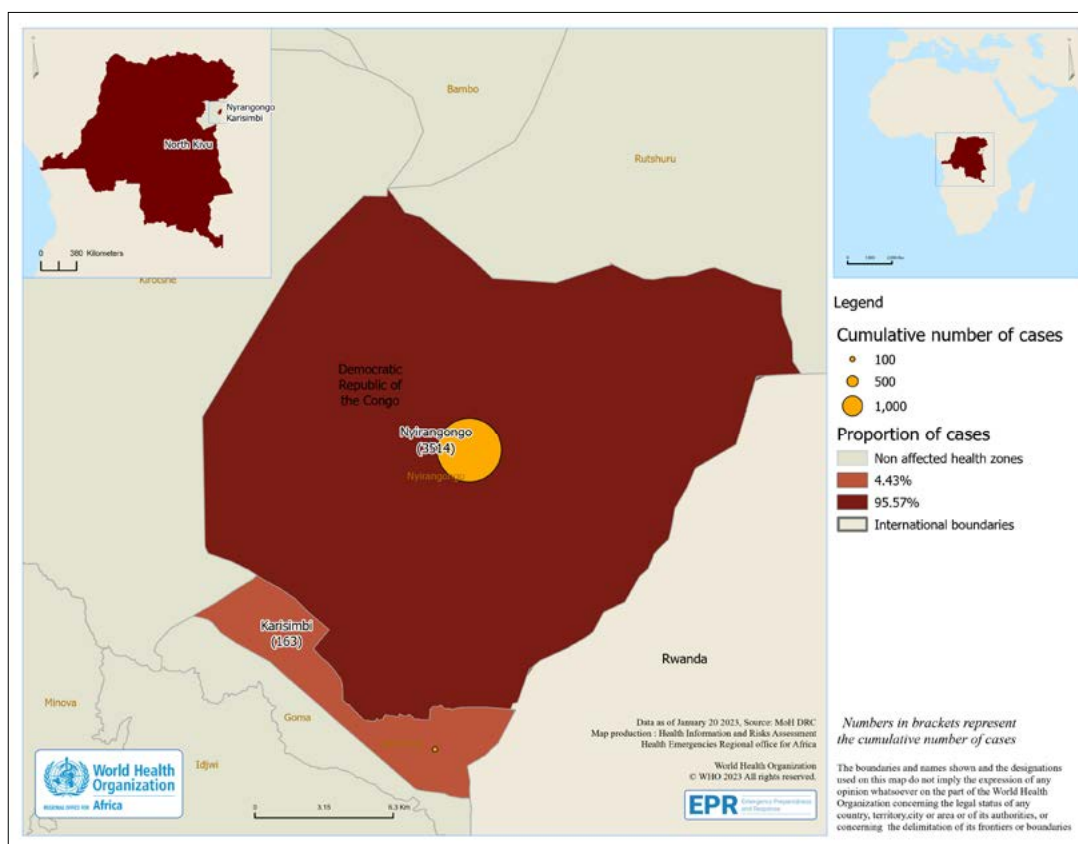 Nyrangongo
Karisimbi
North Kivu
0 380 Kilometers
Bambo
Rutshuru
Democratic
Republic of
the Congo
Nyirangongo
(3514)
Nyirangongo
Karisimbi
(163)
Rwanda
Minova
Goma
Idjwi
0 3.15 6.3 Km
World Health
Organization
REGIONAL OFFICE FOR Africa
Data as of January 20 2023, Source: MoH DRC
Map production : Health Information and Risks Assessment
Health Emergencies Regional office for Africa
World Health Organization
© WHO 2023 All rights reserved.
EPR Emergency Preparedness
and Response
Legend
Cumulative number of cases
100
500
1,000
Proportion of cases
Non affected health zones
4.43%
95.57%
International boundaries
Numbers in brackets represent
the cumulative number of cases
The boundaries and names shown and the designations
used on this map do not imply the expression of any
opinion whatsoever on the part of the World Health
Organization concerning the legal status of any
country, territory,city or area or of its authorities, or
concerning the delimitation of its frontiers or boundaries